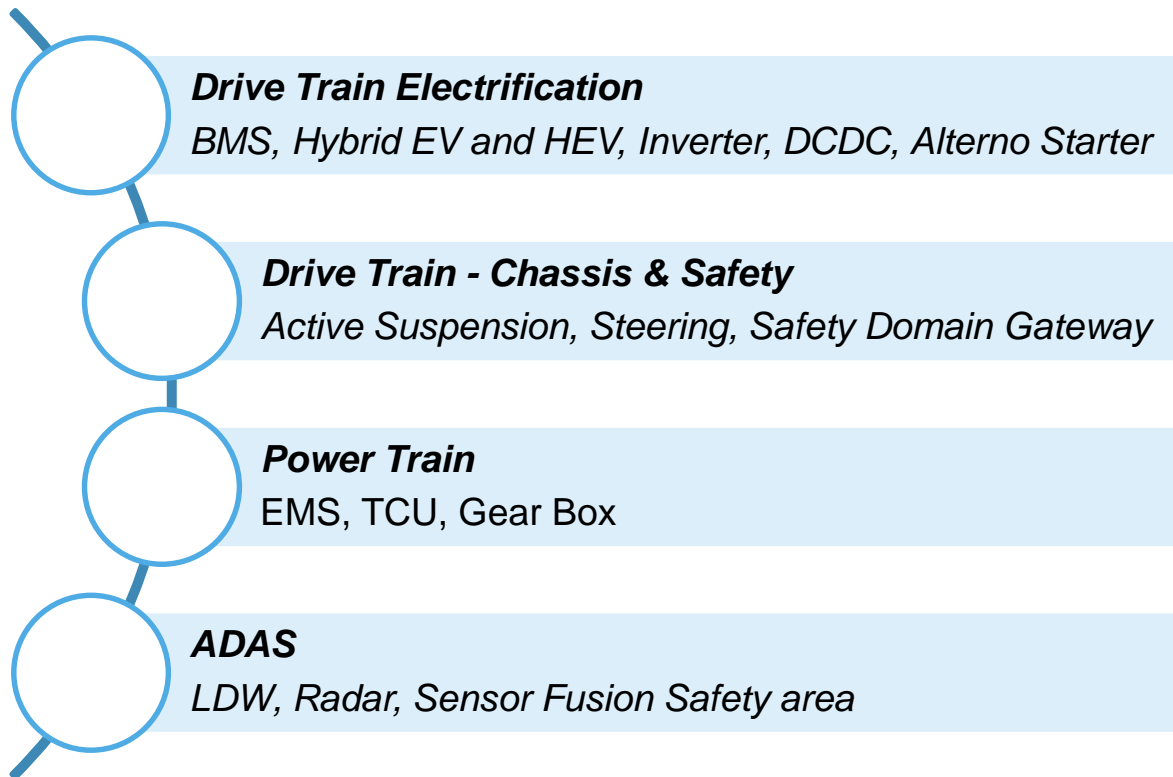 Drive Train Electrification
BMS, Hybrid EV and HEV, Inverter, DCDC, Alterno Starter
Drive Train - Chassis & Safety
Active Suspension, Steering, Safety Domain Gateway
Power Train
EMS, TCU, Gear Box
ADAS
LDW, Radar, Sensor Fusion Safety area